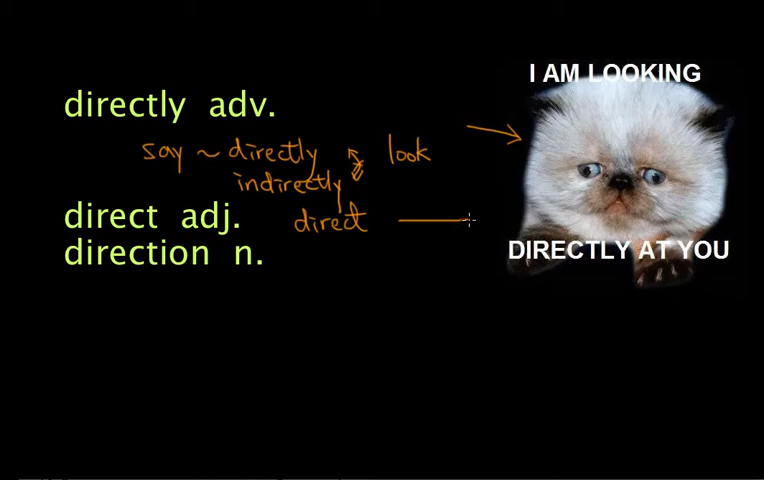 I AM LOOKING
directly adv.
say ~ directly look
indirectly
direct adj. direct
direction n.
DIRECTLY AT YOU